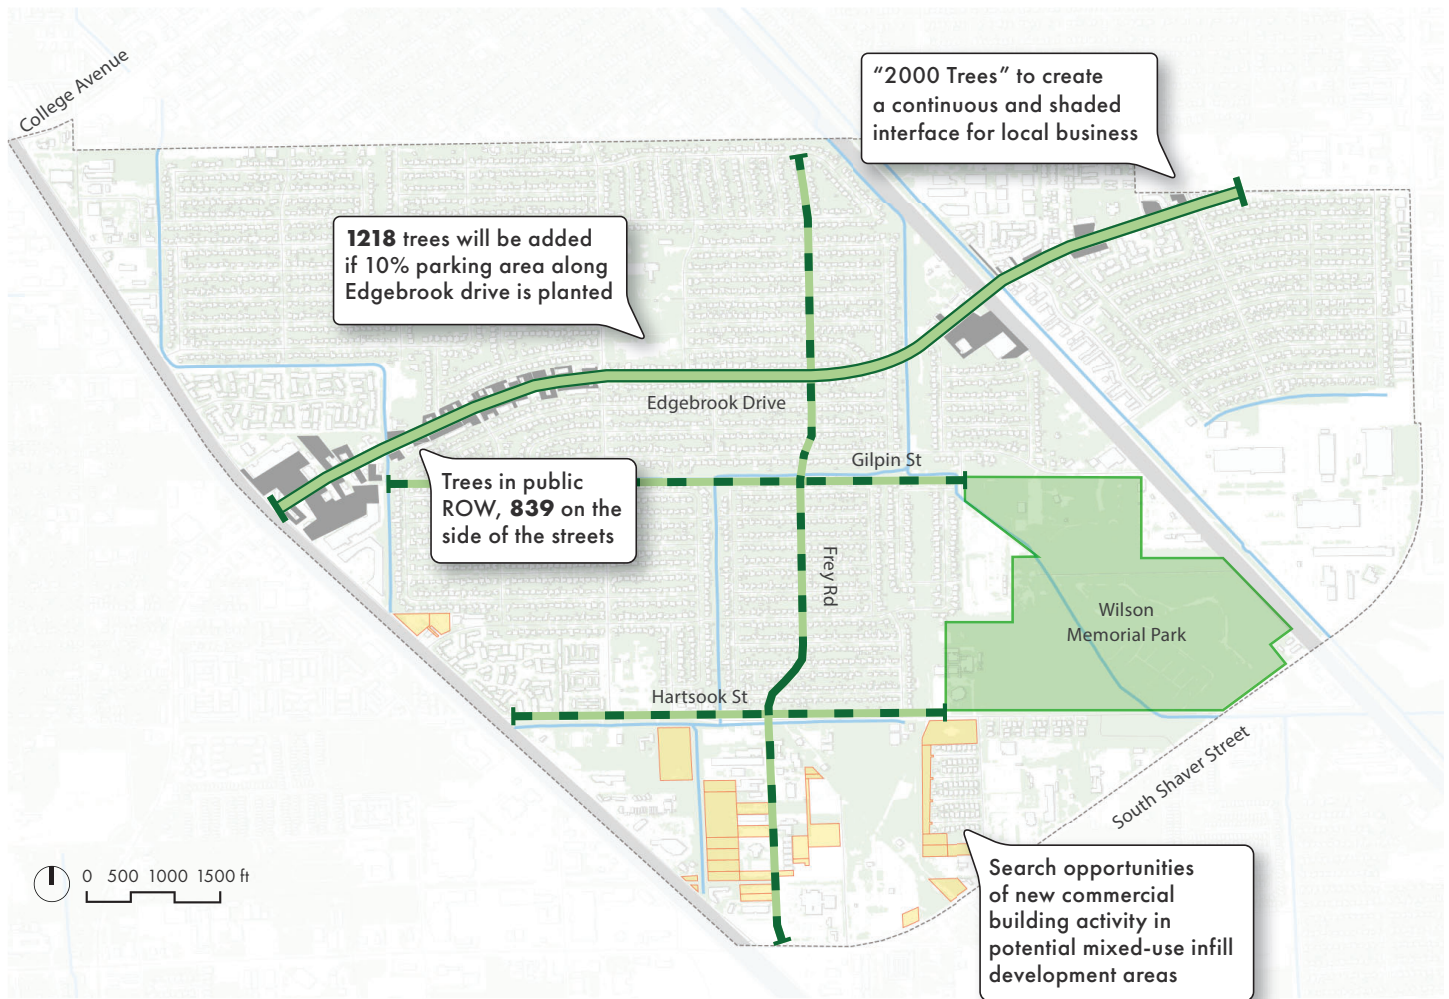 College Avenue
“2000 Trees” to create
a continuous and shaded
interface for local business
1218 trees will be added
if 10% parking area along
Edgebrook drive is planted
Edgebrook Drive
Gilpin St
Trees in public
ROW, 839 on the
side of the streets
Frey Rd
Wilson
Memorial Park
Hartsook St
South Shaver Street
Search opportunities
of new commercial
building activity in
potential mixed-use infill
development areas
0 500 1000 1500 ft